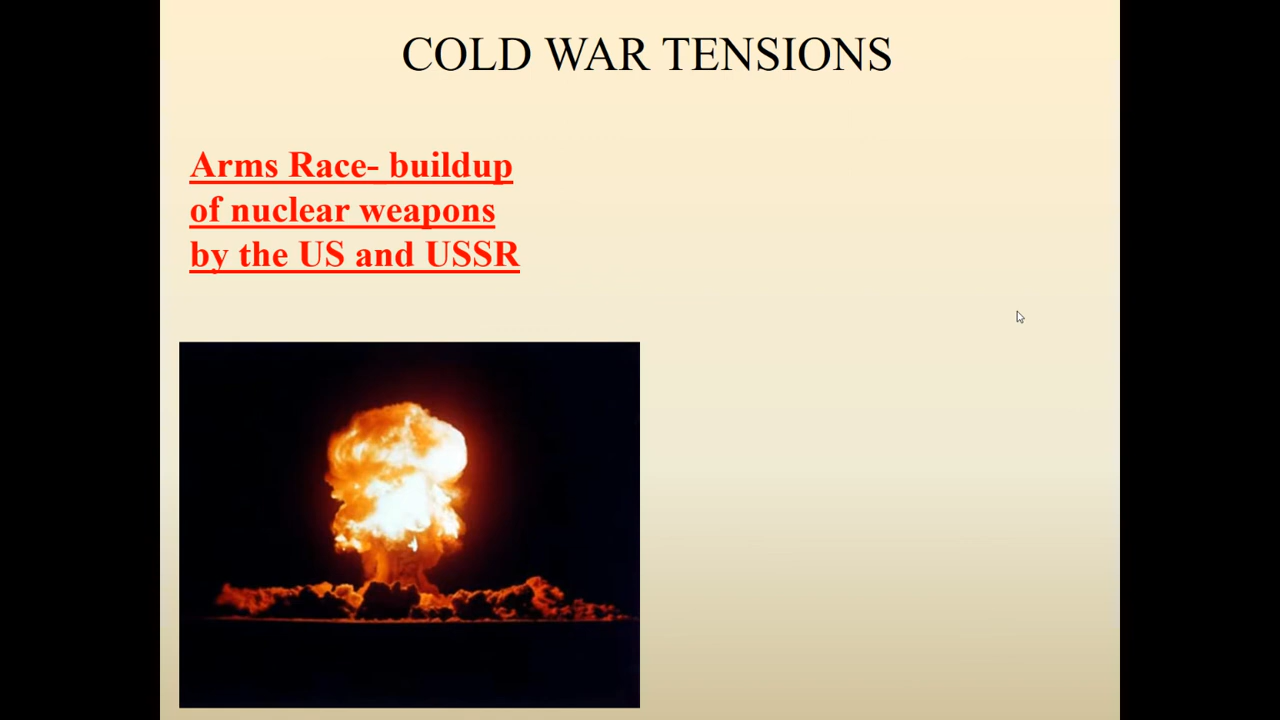 COLD WAR TENSIONS
Arms Race- buildup
of nuclear weapons
by the US and USSR